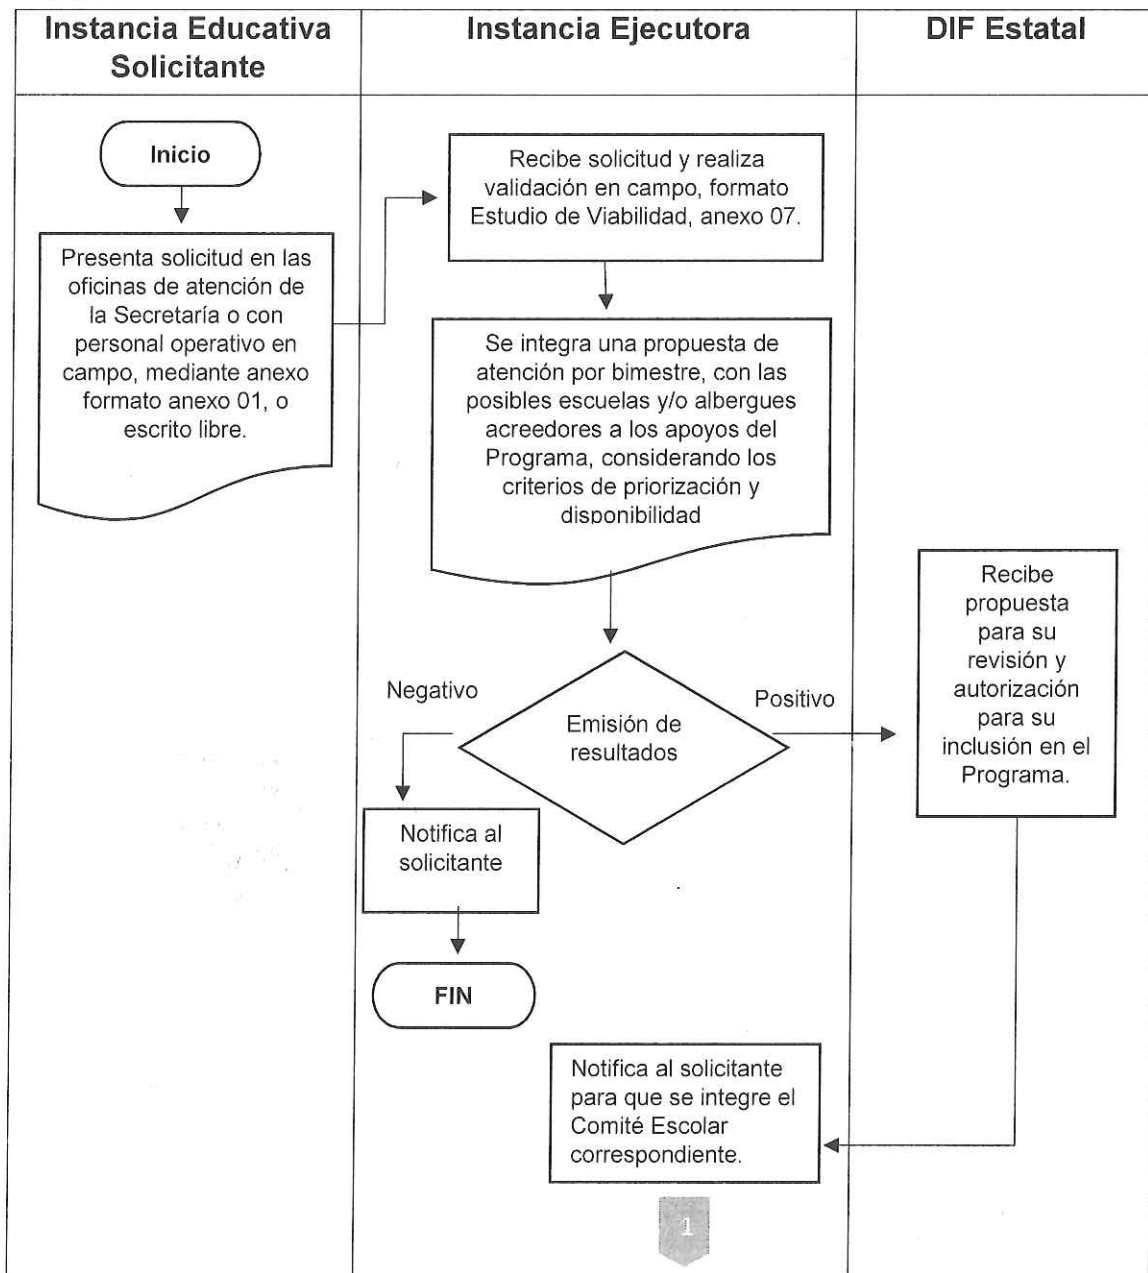 Instancia Educativa
Solicitante
Instancia Ejecutora
DIF Estatal
Inicio
Presenta solicitud en las
oficinas de atención de
la Secretaría o con
personal operativo en
campo, mediante anexo
formato anexo 01, o
escrito libre.
Recibe solicitud y realiza
validación en campo, formato
Estudio de Viabilidad, anexo 07.
Se integra una propuesta de
atención por bimestre, con las
posibles escuelas y/o albergues
acreedores a los apoyos del
Programa, considerando los
criterios de priorización y
disponibilidad
Negativo
Emisión de
resultados
Positivo
Recibe
propuesta
para su
revisión y
autorización
para su
inclusión en el
Programa.
Notifica al
solicitante
FIN
Notifica al solicitante
para que se integre el
Comité Escolar
correspondiente.
1